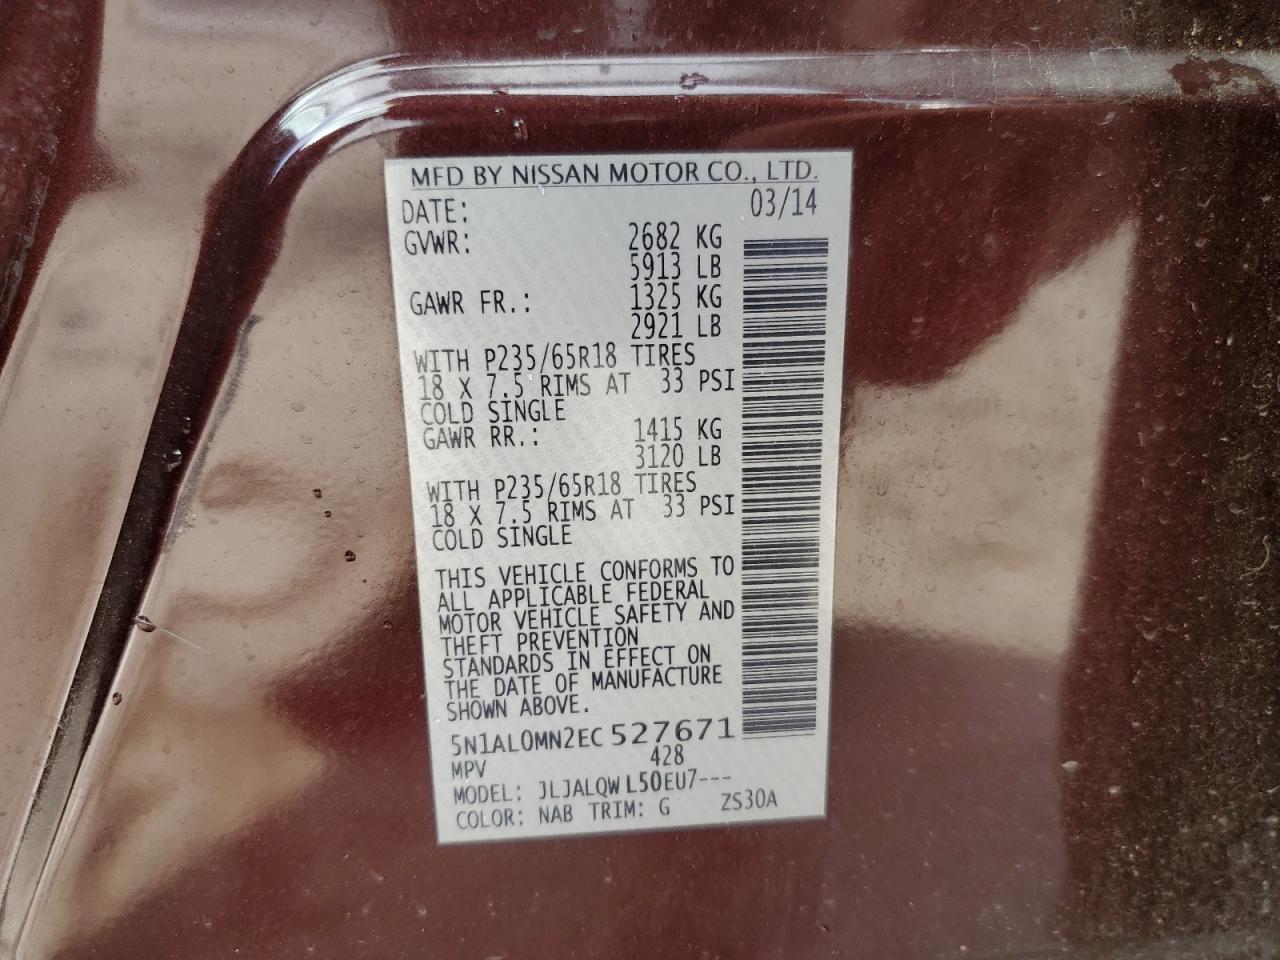 MFD BY NISSAN MOTOR CO., LTD.
DATE: 03/14
GVWR: 2682 KG
5913 LB
GAWR FR.: 1325 KG
2921 LB
WITH P235/65R18 TIRES
18 X 7.5 RIMS AT 33 PSI
COLD SINGLE
GAWR RR.: 1415 KG
3120 LB
WITH P235/65R18 TIRES
18 X 7.5 RIMS AT 33 PSI
COLD SINGLE
THIS VEHICLE CONFORMS TO
ALL APPLICABLE FEDERAL
MOTOR VEHICLE SAFETY AND
THEFT PREVENTION
STANDARDS IN EFFECT ON
THE DATE OF MANUFACTURE
SHOWN ABOVE.
5N1AL0MN2EC527671
MPV 428
MODEL: JLJALQWL50EU7---
COLOR: NAB TRIM: G ZS30A